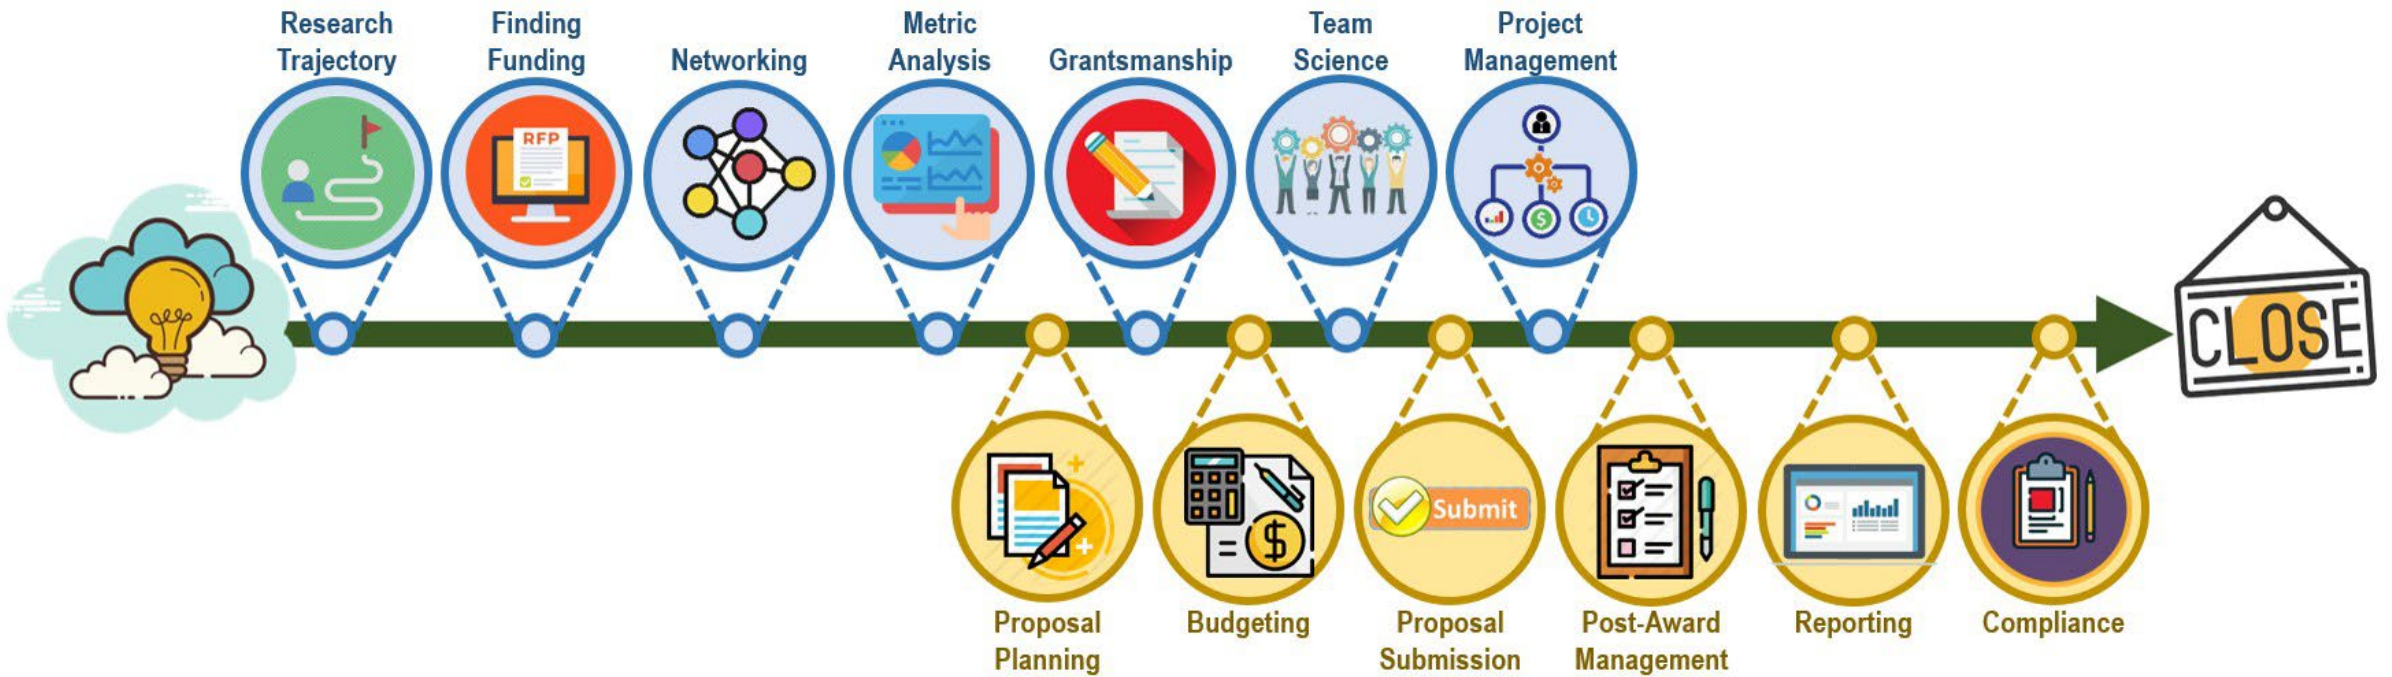 Research
Trajectory
Finding
Funding
Networking
Metric
Analysis
Grantsmanship
Team
Science
Project
Management
RFP
$
CLOSE
$
Submit
Proposal
Planning
Budgeting
Proposal
Submission
Post-Award
Management
Reporting
Compliance